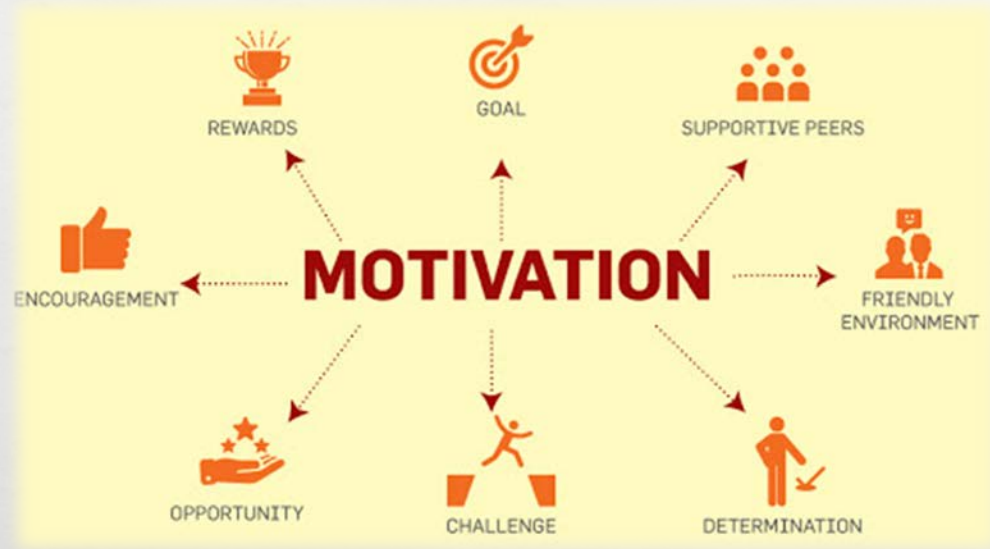 REWARDS
GOAL
SUPPORTIVE PEERS
ENCOURAGEMENT
MOTIVATION
FRIENDLY
ENVIRONMENT
OPPORTUNITY
CHALLENGE
DETERMINATION